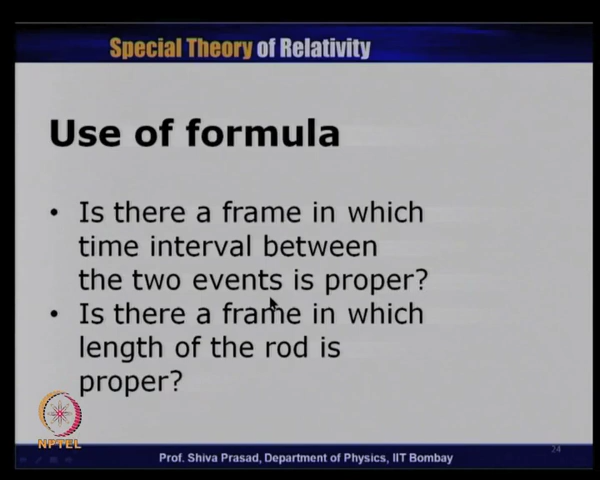 Special Theory of Relativity
Use of formula
• Is there a frame in which
time interval between
the two events is proper?
• Is there a frame in which
length of the rod is
proper?
NPTEL
24
Prof. Shiva Prasad, Department of Physics, IIT Bombay